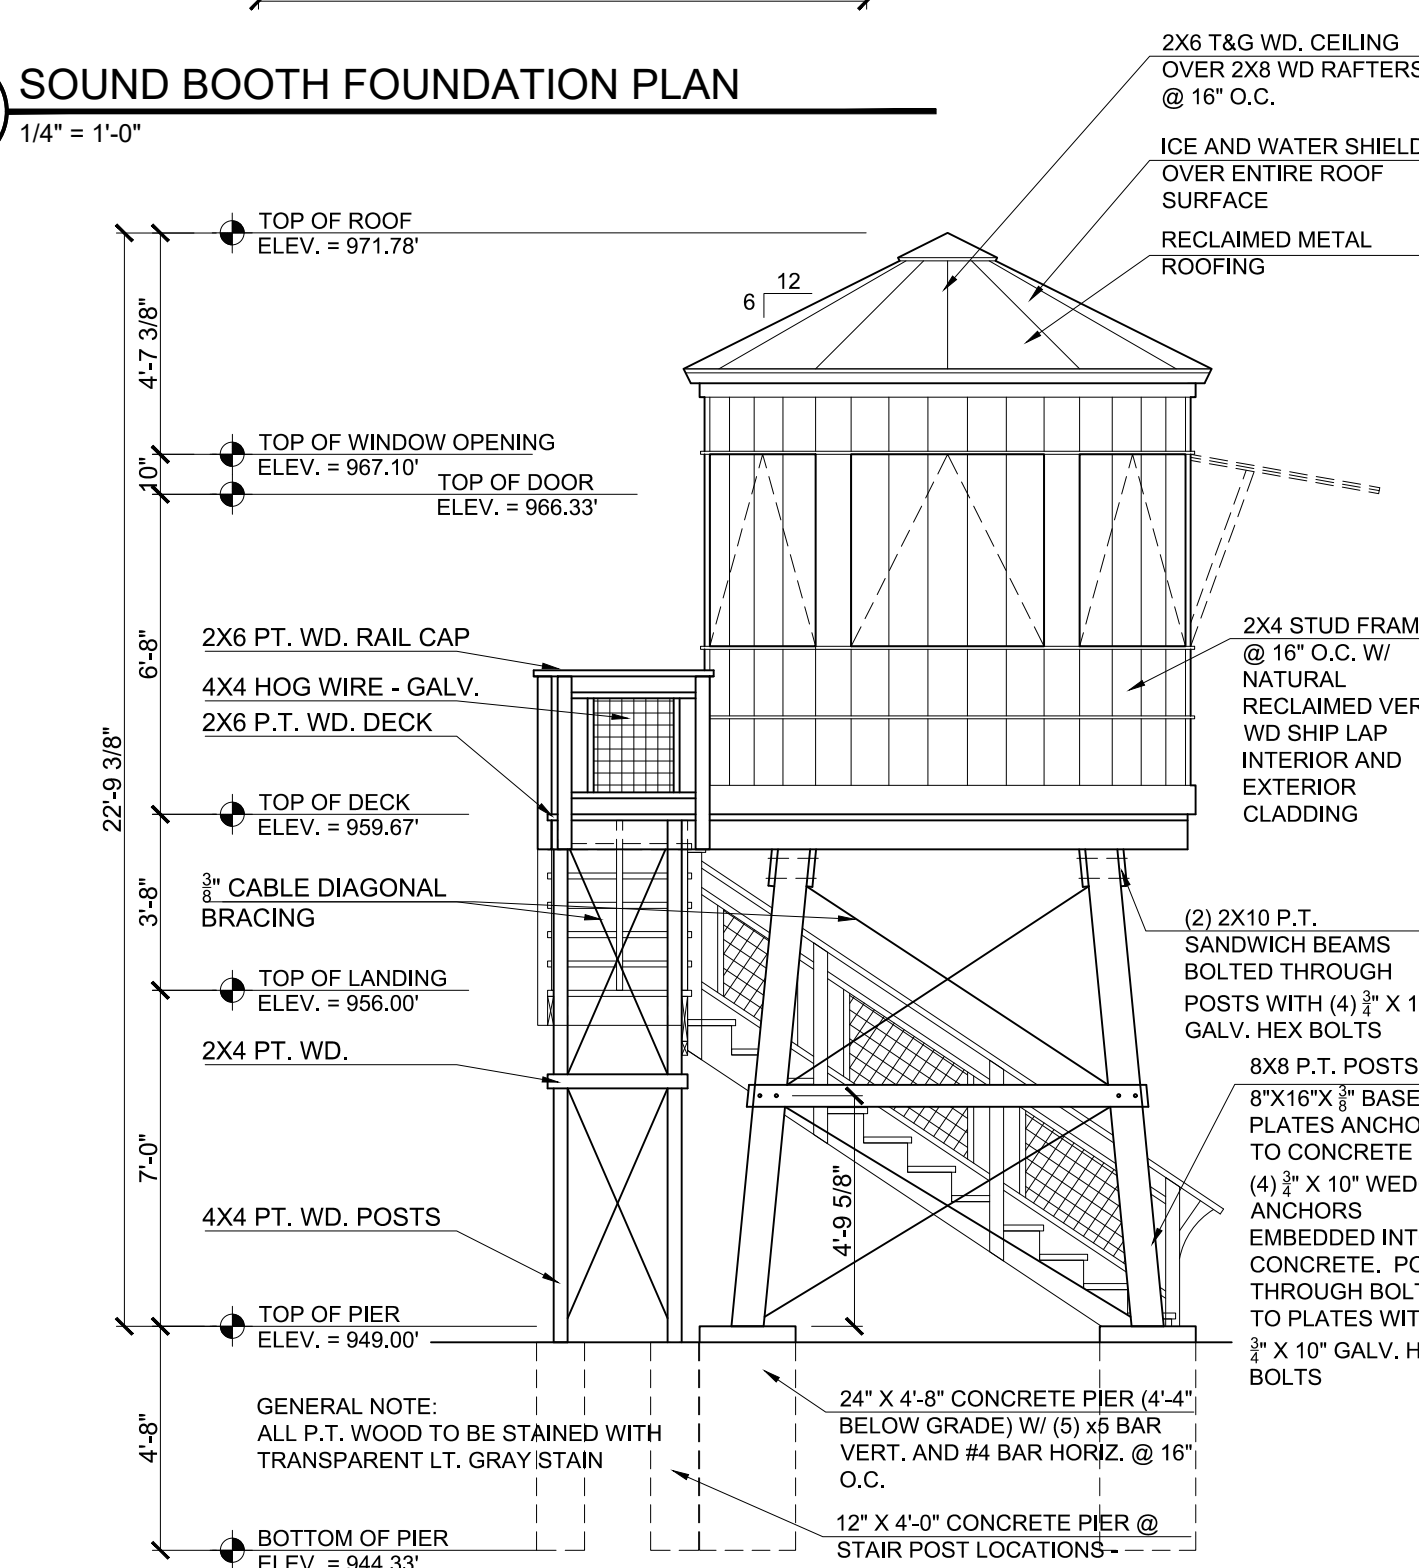 SOUND BOOTH FOUNDATION PLAN
1/4" = 1'-0"
2X6 T&G WD. CEILING
OVER 2X8 WD RAFTERS
@ 16" O.C.
ICE AND WATER SHIELD
OVER ENTIRE ROOF
SURFACE
RECLAIMED METAL
ROOFING
TOP OF ROOF
ELEV. = 971.78'
12
6
4'-7 3/8"
TOP OF WINDOW OPENING
ELEV. = 967.10'
10"
TOP OF DOOR
ELEV. = 966.33'
6'-8"
2X6 PT. WD. RAIL CAP
4X4 HOG WIRE - GALV.
2X6 P.T. WD. DECK
22'-9 3/8"
TOP OF DECK
ELEV. = 959.67'
2X4 STUD FRAM
@ 16" O.C. W/
NATURAL
RECLAIMED VER
WD SHIP LAP
INTERIOR AND
EXTERIOR
CLADDING
3'-8"
3/8" CABLE DIAGONAL
BRACING
TOP OF LANDING
ELEV. = 956.00'
(2) 2X10 P.T.
SANDWICH BEAMS
BOLTED THROUGH
POSTS WITH (4) 3/4" X 1
GALV. HEX BOLTS
2X4 PT. WD.
7'-0"
4'-9 5/8"
8X8 P.T. POSTS
8"X16"X 3/8" BASE
PLATES ANCHO
TO CONCRETE
(4) 3/4" X 10" WED
ANCHORS
EMBEDDED INT
CONCRETE. PO
THROUGH BOLT
TO PLATES WIT
3/4" X 10" GALV. H
BOLTS
4X4 PT. WD. POSTS
TOP OF PIER
ELEV. = 949.00'
GENERAL NOTE:
ALL P.T. WOOD TO BE STAINED WITH
TRANSPARENT LT. GRAY STAIN
4'-8"
24" X 4'-8" CONCRETE PIER (4'-4"
BELOW GRADE) W/ (5) x5 BAR
VERT. AND #4 BAR HORIZ. @ 16"
O.C.
12" X 4'-0" CONCRETE PIER @
STAIR POST LOCATIONS -
BOTTOM OF PIER
ELEV. = 944.33'